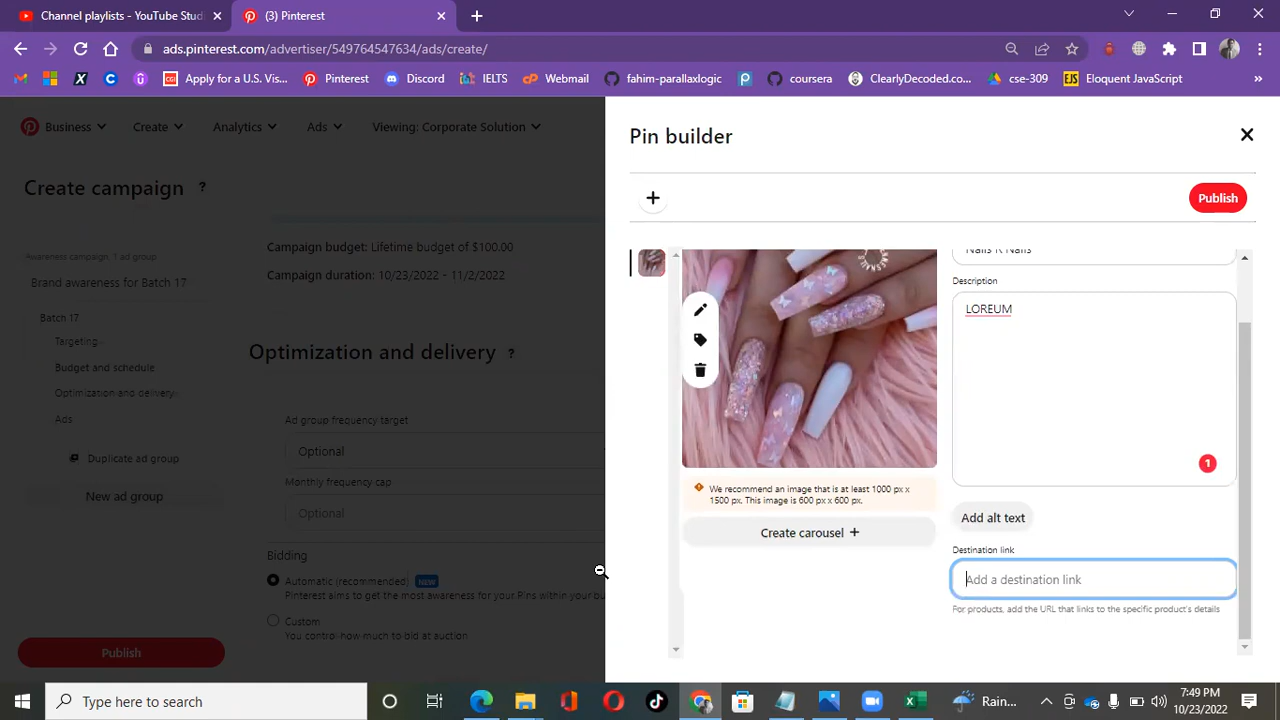 Channel playlists - YouTube Studi
(3) Pinterest
ads.pinterest.com/advertiser/549764547634/ads/create/
Apply for a U.S. Vis...
Pinterest
Discord
IELTS
Webmail
fahim-parallaxlogic
coursera
ClearlyDecoded.co...
cse-309
EJS
Eloquent JavaScript
»
Business
Create
Analytics
Ads
Viewing: Corporate Solution
Pin builder
Create campaign ?
Publish
Campaign budget: Lifetime budget of $100.00
Awareness campaign, 1 ad group
Campaign duration: 10/23/2022 - 11/2/2022
Brand awareness for Batch 17
Nails R Nails
Description
LOREUM
Batch 17
Targeting
Optimization and delivery ?
Budget and schedule
Optimization and delivery
Ads
Ad group frequency target
Optional
Duplicate ad group
1
Monthly frequency cap
New ad group
Optional
We recommend an image that is at least 1000 px x
1500 px. This image is 600 px x 600 px.
Add alt text
Create carousel +
Destination link
Bidding
Automatic (recommended) NEW
Pinterest aims to get the most awareness for your Pins within your bu
Add a destination link
For products, add the URL that links to the specific product's details
Custom
You control how much to bid at auction
Publish
Type here to search
Rain...
7:49 PM
10/23/2022